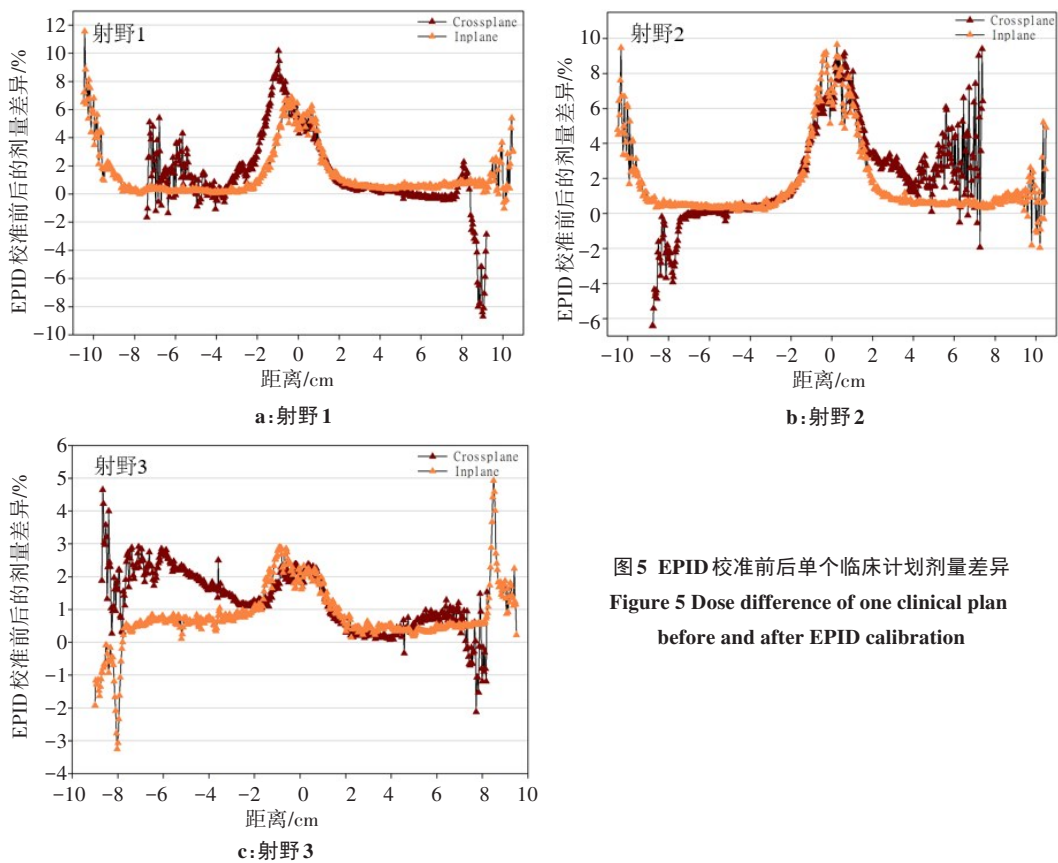 射野1
Crossplane
Inplane
EPID校准前后的剂量差异/%
12
10
8
6
4
2
0
−2
−4
−6
−8
−10
−10 −8 −6 −4 −2 0 2 4 6 8 10
距离/cm
a:射野1
射野2
Crossplane
Inplane
EPID校准前后的剂量差异/%
10
8
6
4
2
0
−2
−4
−6
−10 −8 −6 −4 −2 0 2 4 6 8 10
距离/cm
b:射野2
射野3
Crossplane
Inplane
EPID校准前后的剂量差异/%
6
5
4
3
2
1
0
−1
−2
−3
−4
−10 −8 −6 −4 −2 0 2 4 6 8 10
距离/cm
c:射野3
图5 EPID校准前后单个临床计划剂量差异
Figure 5 Dose difference of one clinical plan
before and after EPID calibration